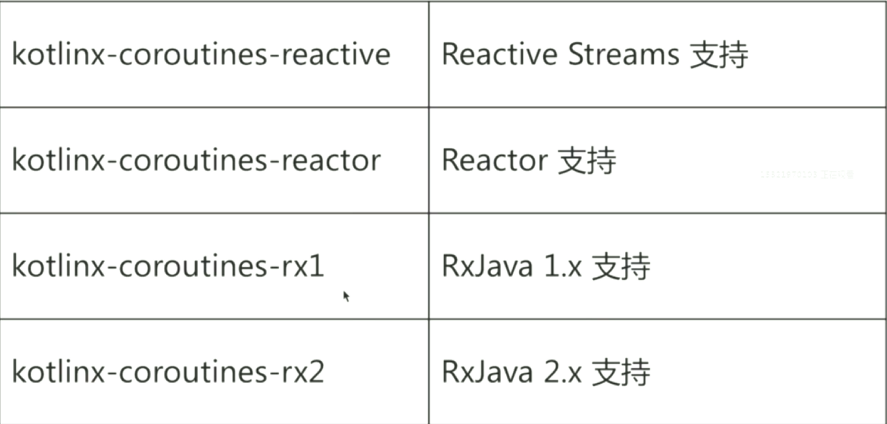 kotlinx-coroutines-reactive Reactive Streams 支持
kotlinx-coroutines-reactor Reactor 支持
kotlinx-coroutines-rx1 RxJava 1.x 支持
kotlinx-coroutines-rx2 RxJava 2.x 支持